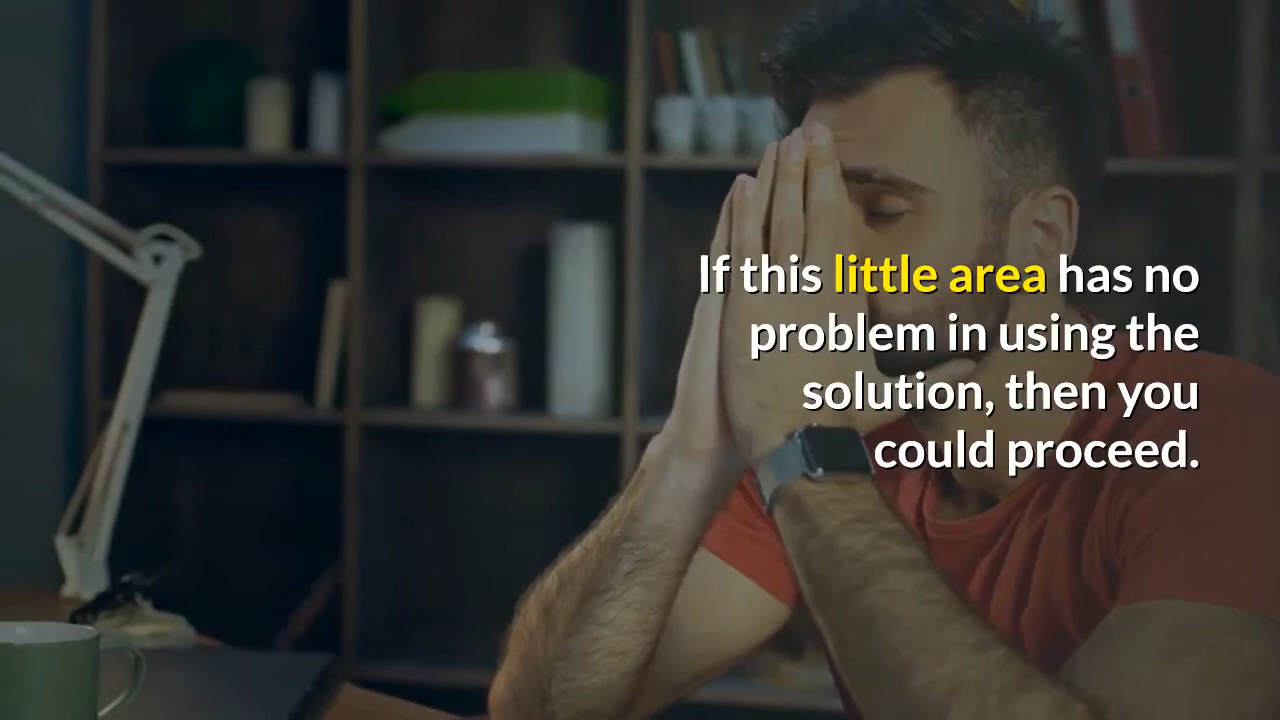 If this little area has no
problem in using the
solution, then you
could proceed.